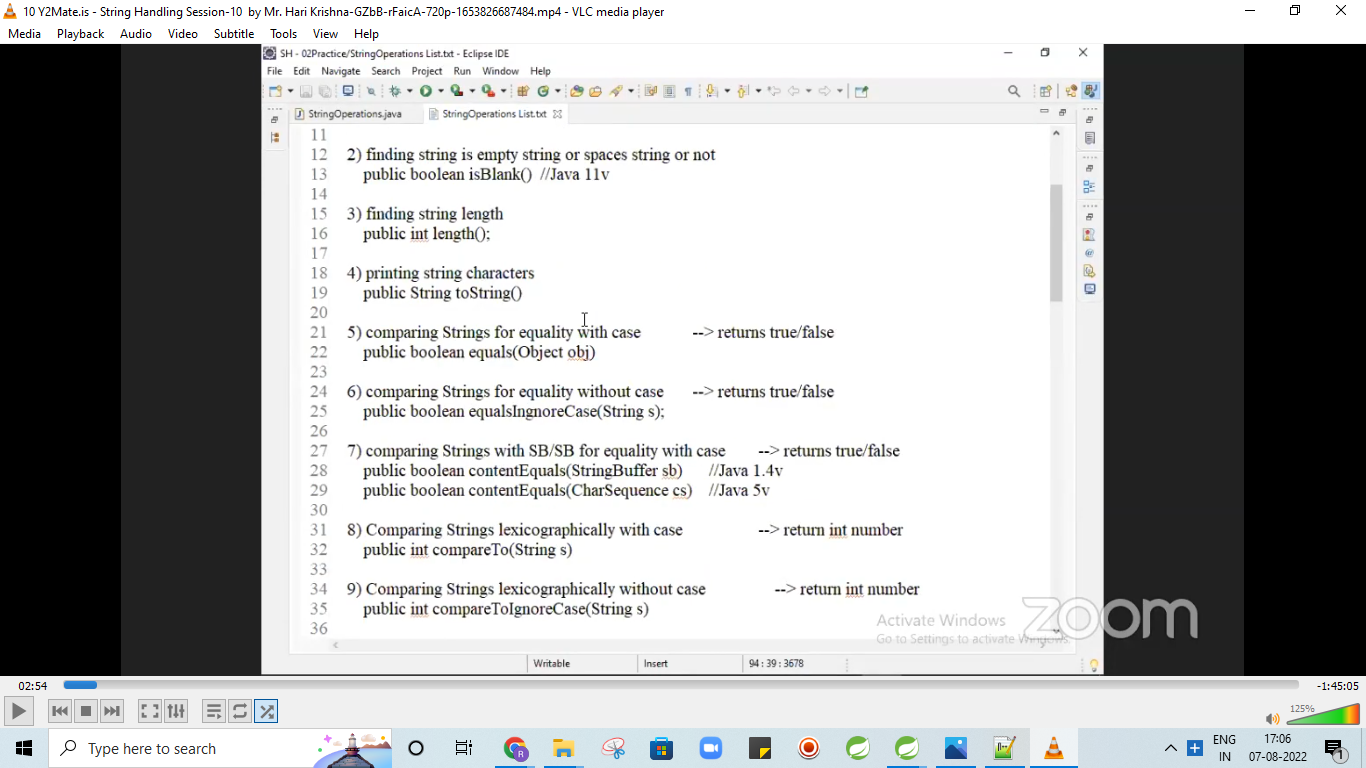 10 Y2Mate.is - String Handling Session-10 by Mr. Hari Krishna-GZbB-rFaicA-720p-1653826687484.mp4 - VLC media player
Media Playback Audio Video Subtitle Tools View Help
SH - 02Practice/StringOperations List.txt - Eclipse IDE
File Edit Navigate Search Project Run Window Help
StringOperations.java StringOperations List.txt
11
12 2) finding string is empty string or spaces string or not
13 public boolean isBlank() //Java 11v
14
15 3) finding string length
16 public int length();
17
18 4) printing string characters
19 public String toString()
20
21 5) comparing Strings for equality with case --> returns true/false
22 public boolean equals(Object obj)
23
24 6) comparing Strings for equality without case --> returns true/false
25 public boolean equalsIngnoreCase(String s);
26
27 7) comparing Strings with SB/SB for equality with case --> returns true/false
28 public boolean contentEquals(StringBuffer sb) //Java 1.4v
29 public boolean contentEquals(CharSequence cs) //Java 5v
30
31 8) Comparing Strings lexicographically with case --> return int number
32 public int compareTo(String s)
33
34 9) Comparing Strings lexicographically without case --> return int number
35 public int compareToIgnoreCase(String s)
36
Activate Windows
Go to Settings to activate Windows.
zoom
Writable Insert 94 : 39 : 3678
02:54 -1:45:05
125%
Type here to search
ENG
IN
17:06
07-08-2022
1